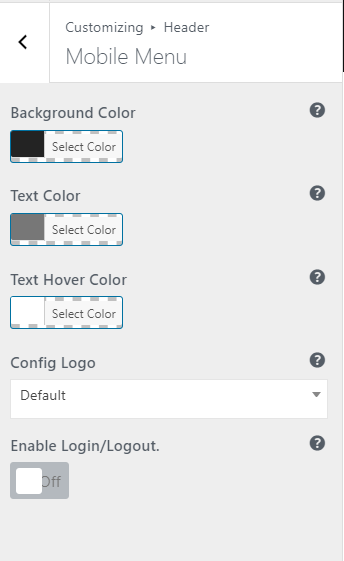 Customizing ▸ Header
Mobile Menu
Background Color
?
Select Color
Text Color
?
Select Color
Text Hover Color
?
Select Color
Config Logo
?
Default
Enable Login/Logout.
?
Off